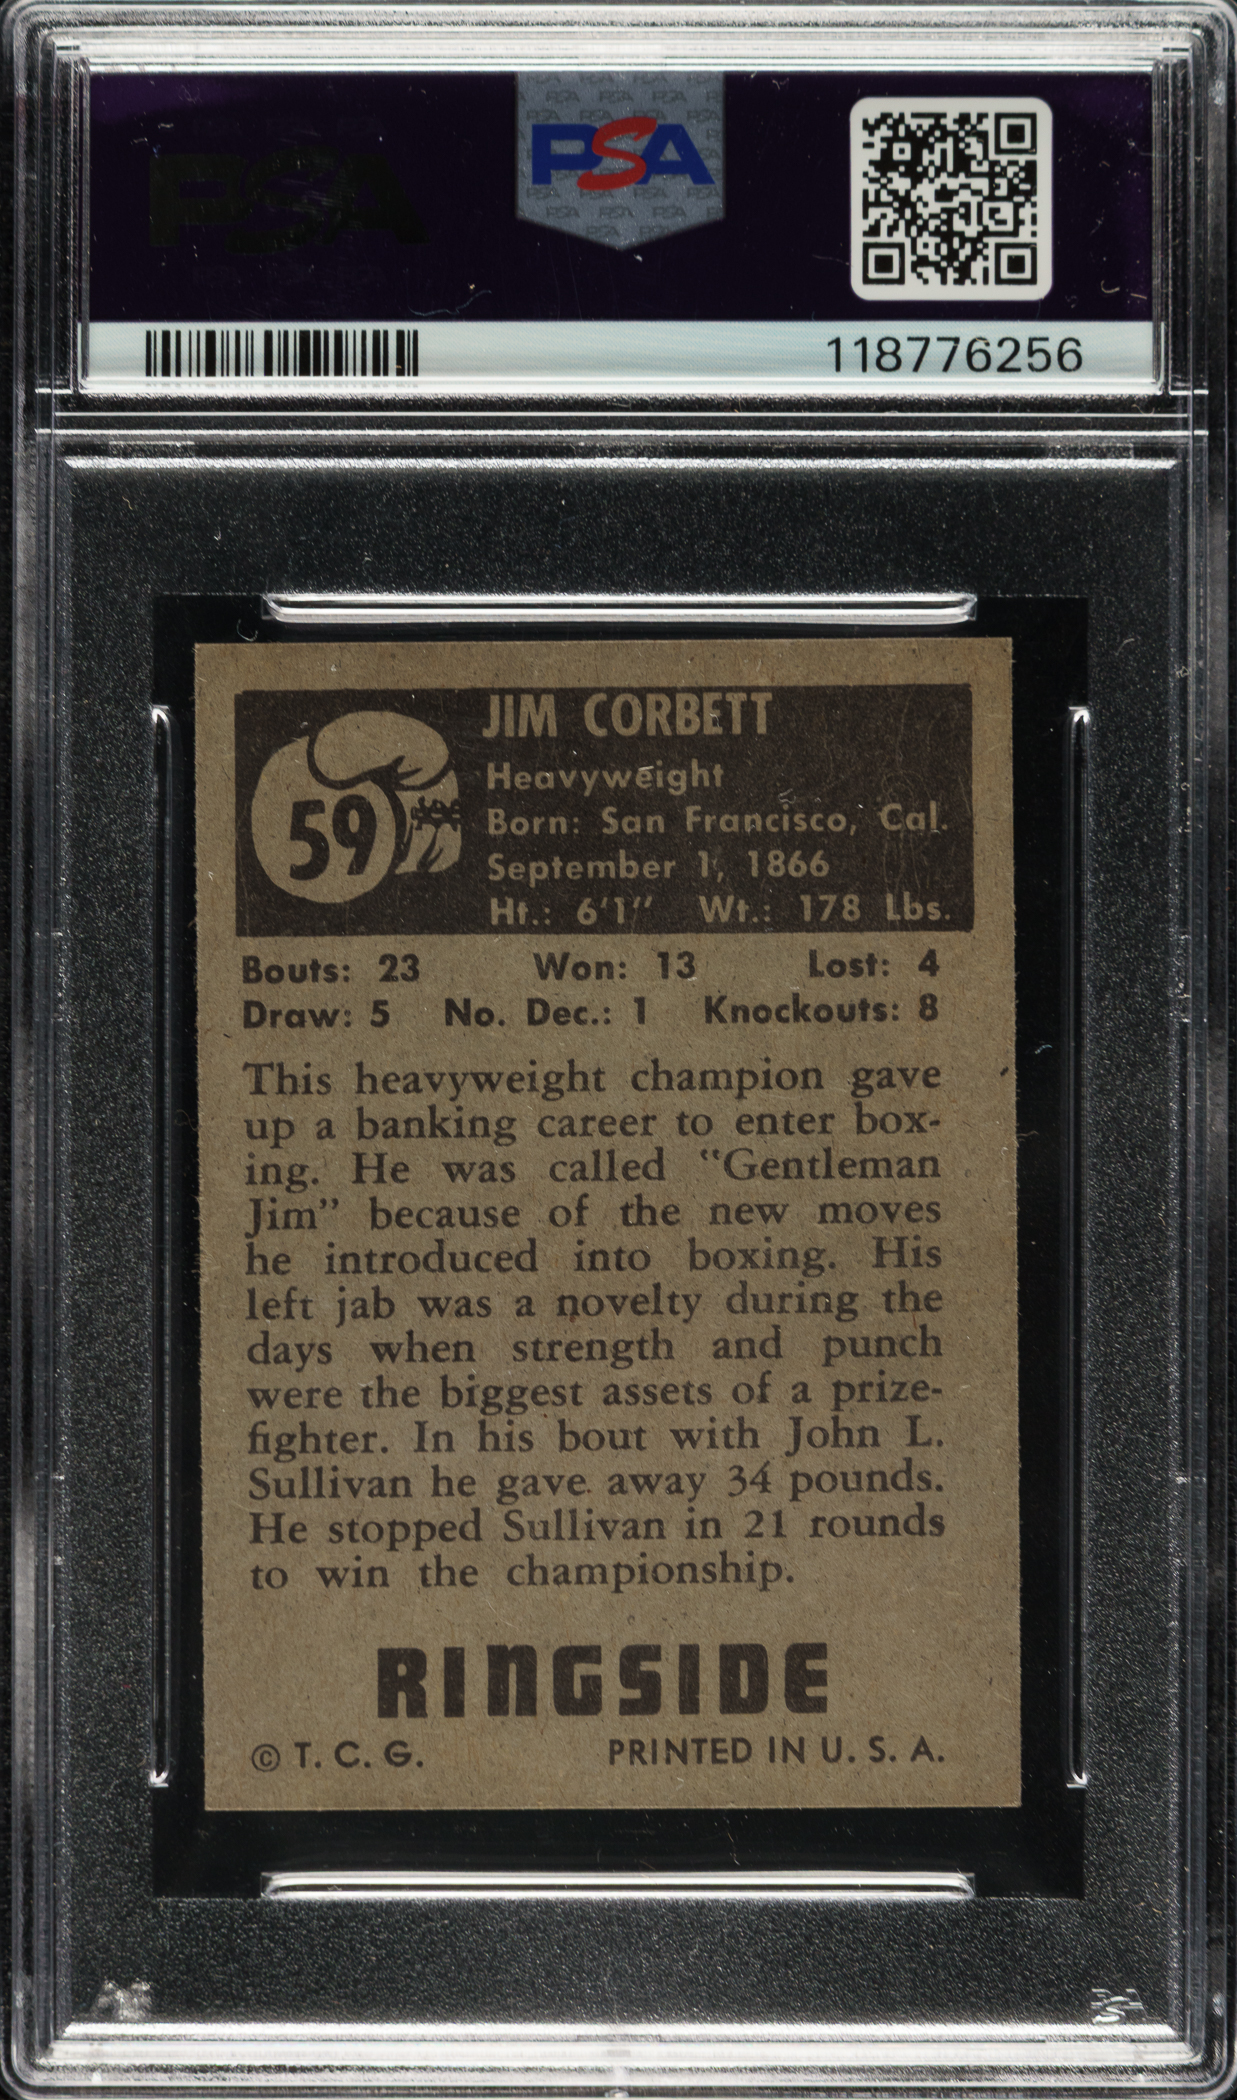 PSA
PSA
118776256
JIM CORBETT
59
Heavyweight
Born: San Francisco, Cal.
September 1, 1866
Ht.: 6'1" Wt.: 178 Lbs.
Bouts: 23 Won: 13 Lost: 4
Draw: 5 No. Dec.: 1 Knockouts: 8
This heavyweight champion gave
up a banking career to enter box-
ing. He was called "Gentleman
Jim" because of the new moves
he introduced into boxing. His
left jab was a novelty during the
days when strength and punch
were the biggest assets of a prize-
fighter. In his bout with John L.
Sullivan he gave away 34 pounds.
He stopped Sullivan in 21 rounds
to win the championship.
RINGSIDE
© T. C. G. PRINTED IN U. S. A.